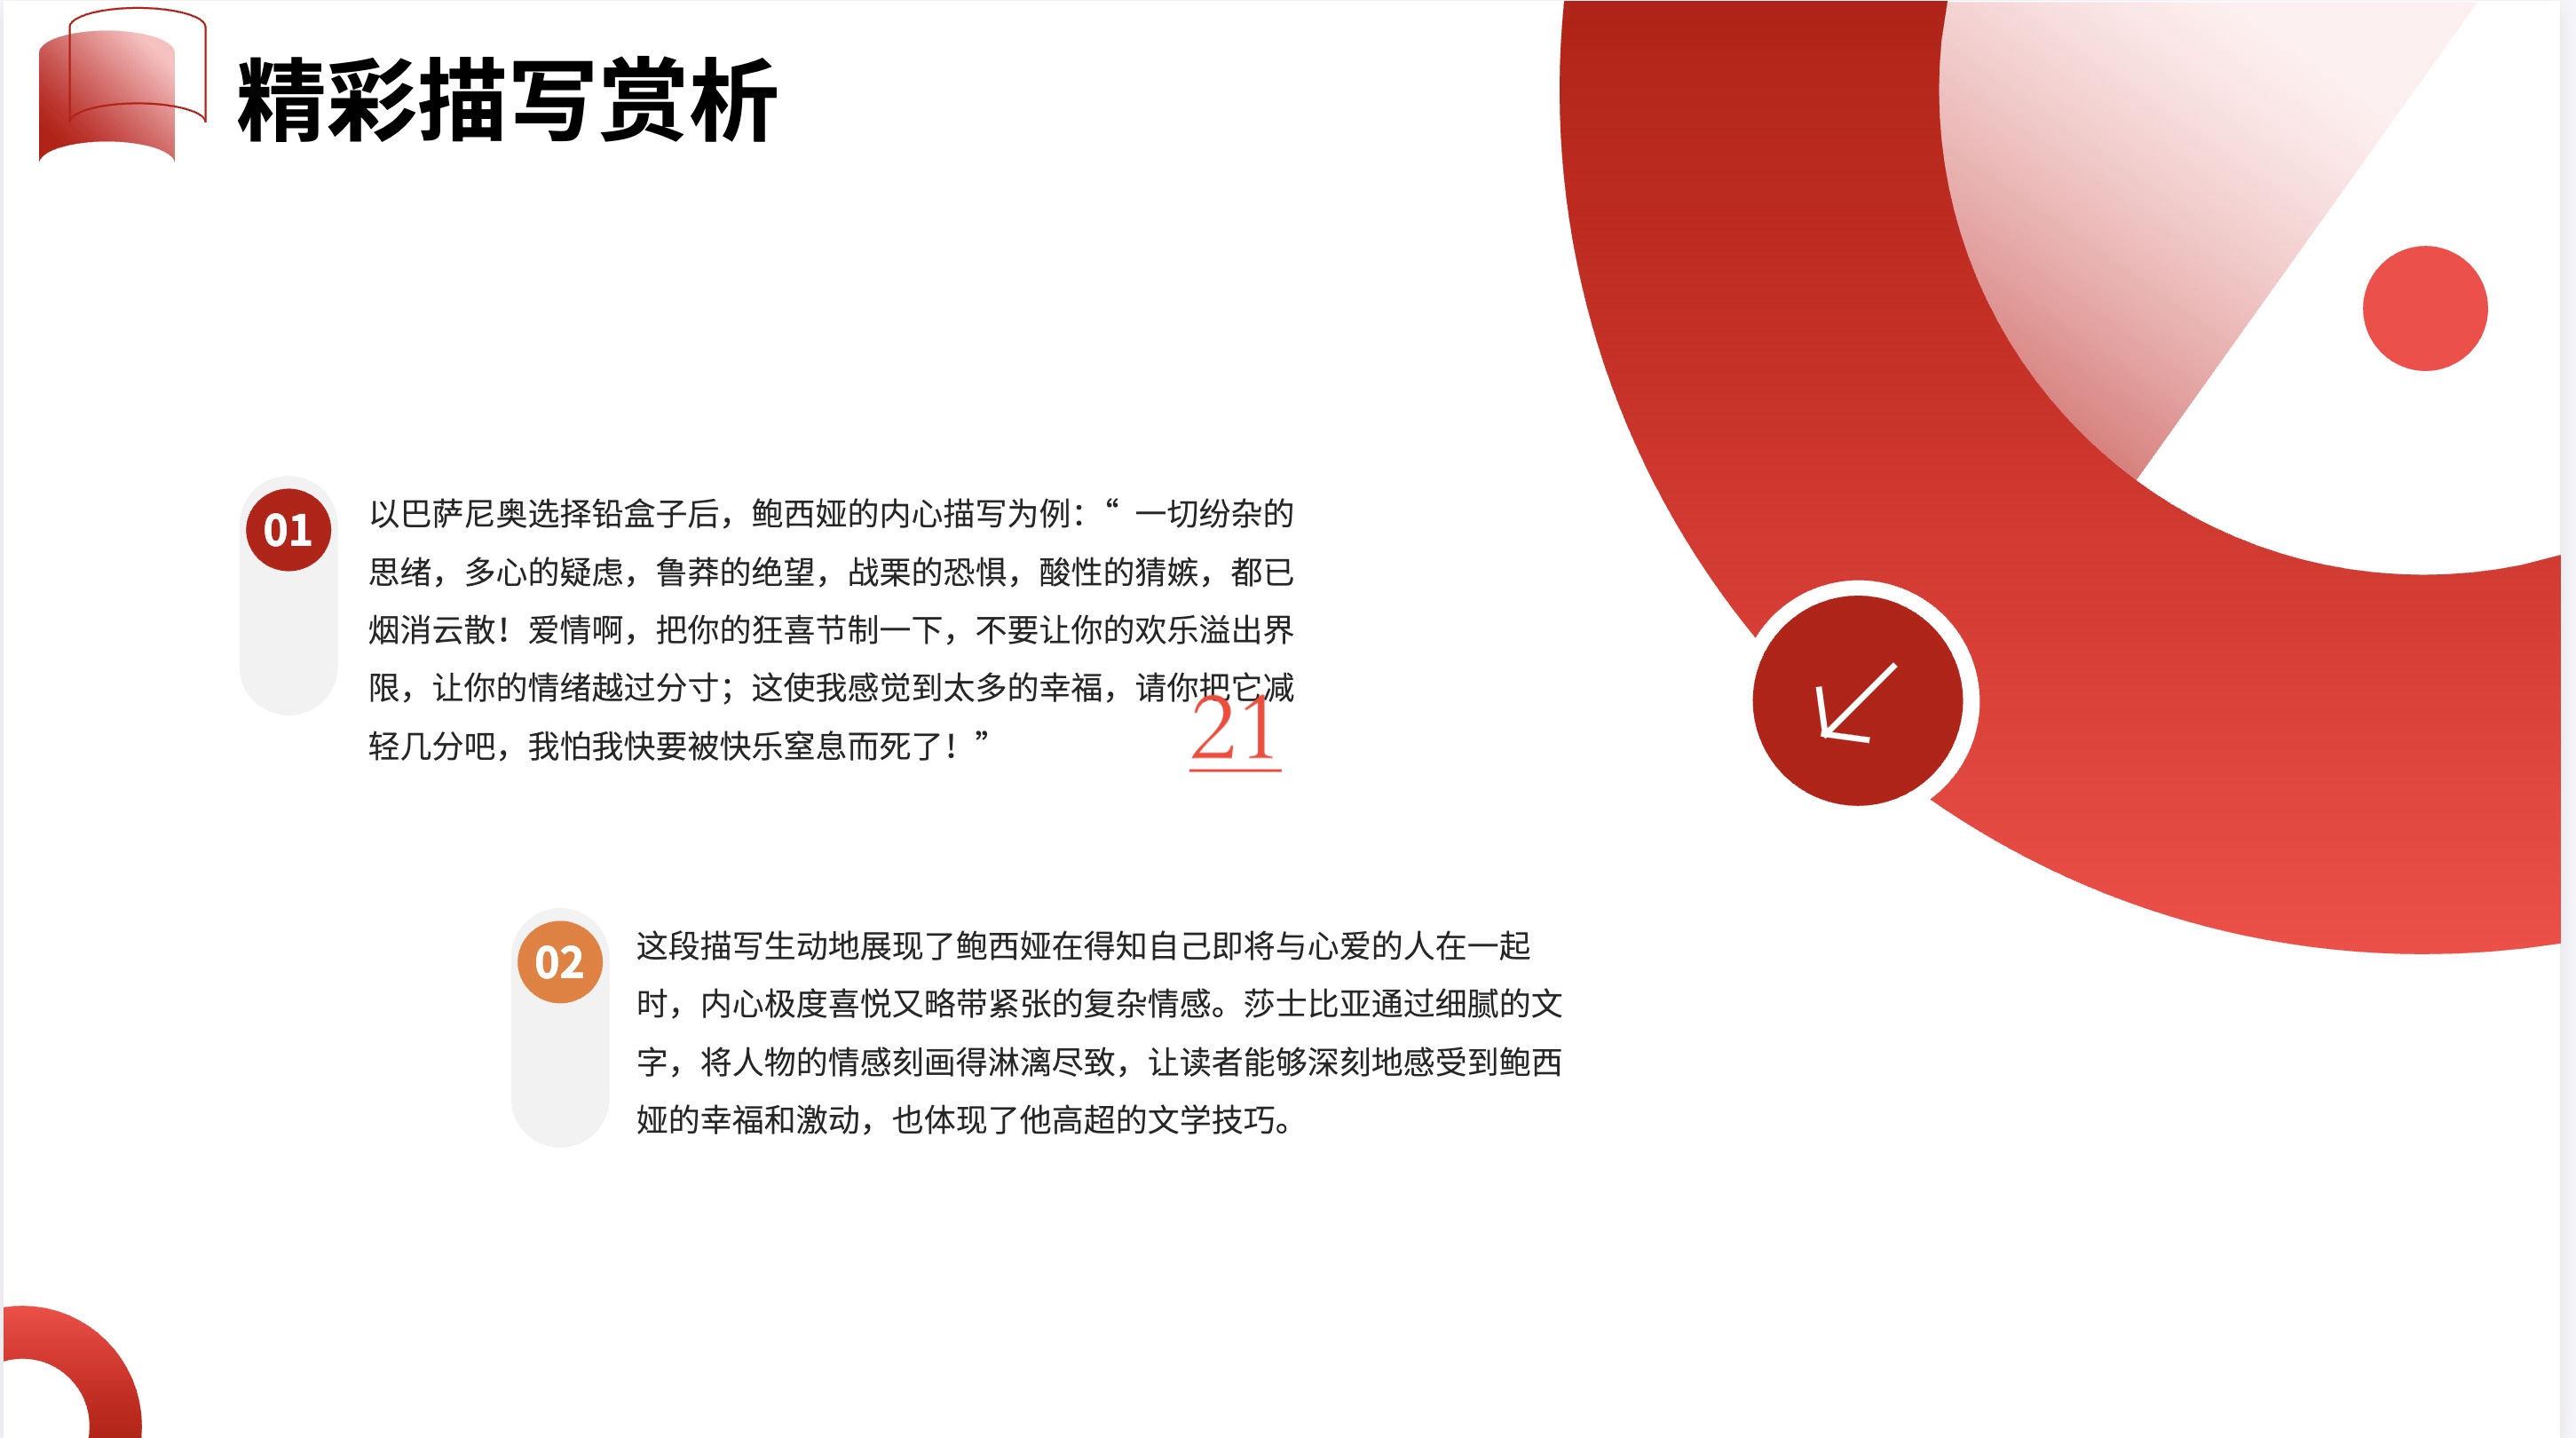 精彩描写赏析
01
以巴萨尼奥选择铅盒子后，鲍西娅的内心描写为例：“ 一切纷杂的
思绪，多心的疑虑，鲁莽的绝望，战栗的恐惧，酸性的猜嫉，都已
烟消云散！爱情啊，把你的狂喜节制一下，不要让你的欢乐溢出界
限，让你的情绪越过分寸；这使我感觉到太多的幸福，请你把它减
轻几分吧，我怕我快要被快乐窒息而死了！”
21
02
这段描写生动地展现了鲍西娅在得知自己即将与心爱的人在一起
时，内心极度喜悦又略带紧张的复杂情感。莎士比亚通过细腻的文
字，将人物的情感刻画得淋漓尽致，让读者能够深刻地感受到鲍西
娅的幸福和激动，也体现了他高超的文学技巧。